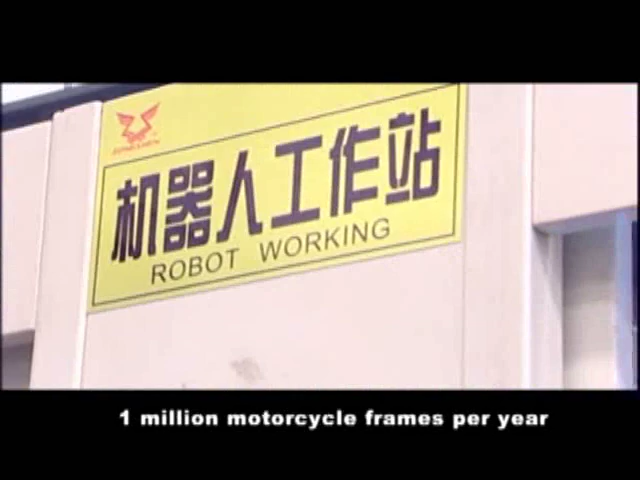 机器人工作站
ROBOT WORKING
1 million motorcycle frames per year